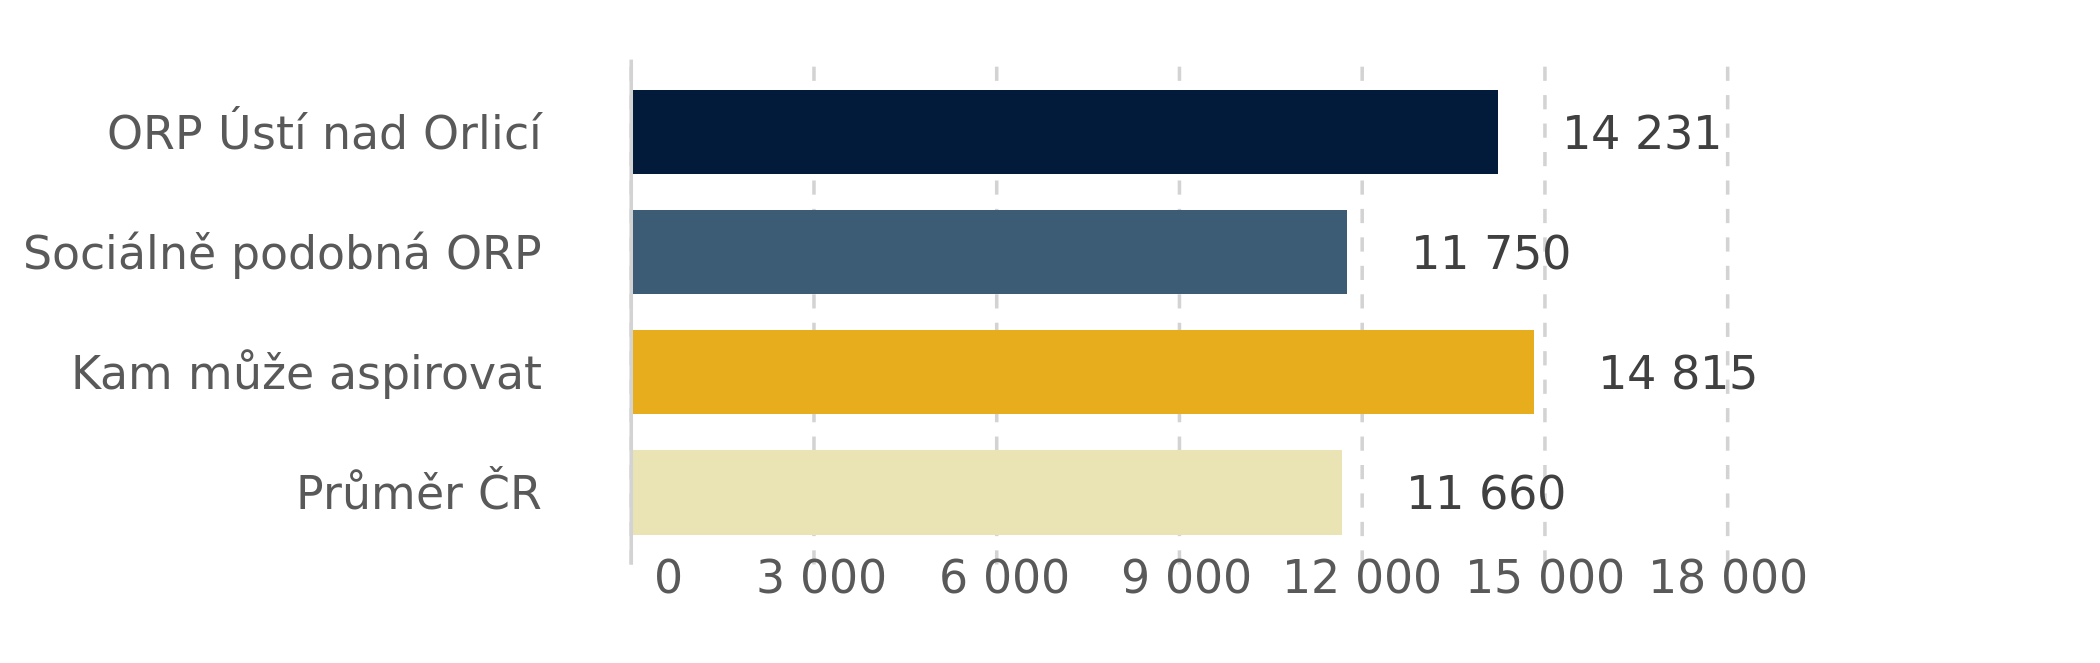 ORP Ústí nad Orlicí 14 231
Sociálně podobná ORP 11 750
Kam může aspirovat 14 815
Průměr ČR 11 660
0 3 000 6 000 9 000 12 000 15 000 18 000